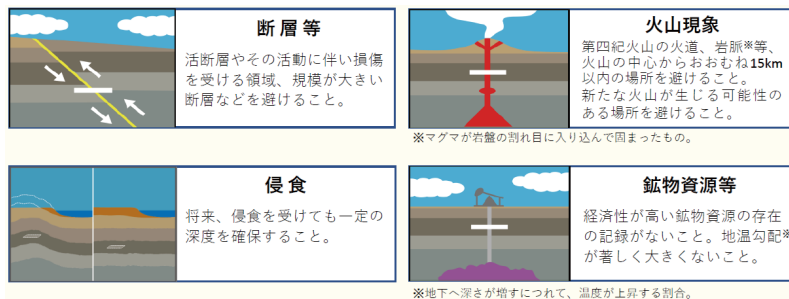 断層等
活断層やその活動に伴い損傷
を受ける領域、規模が大きい
断層などを避けること。
火山現象
第四紀火山の火道、岩脈※等、
火山の中心からおおむね15km
以内の場所を避けること。
新たな火山が生じる可能性の
ある場所を避けること。
※マグマが岩盤の割れ目に入り込んで固まったもの。
侵食
将来、侵食を受けても一定の
深度を確保すること。
鉱物資源等
経済性が高い鉱物資源の存在
の記録がないこと。地温勾配※
が著しく大きくないこと。
※地下へ深さが増すにつれて、温度が上昇する割合。